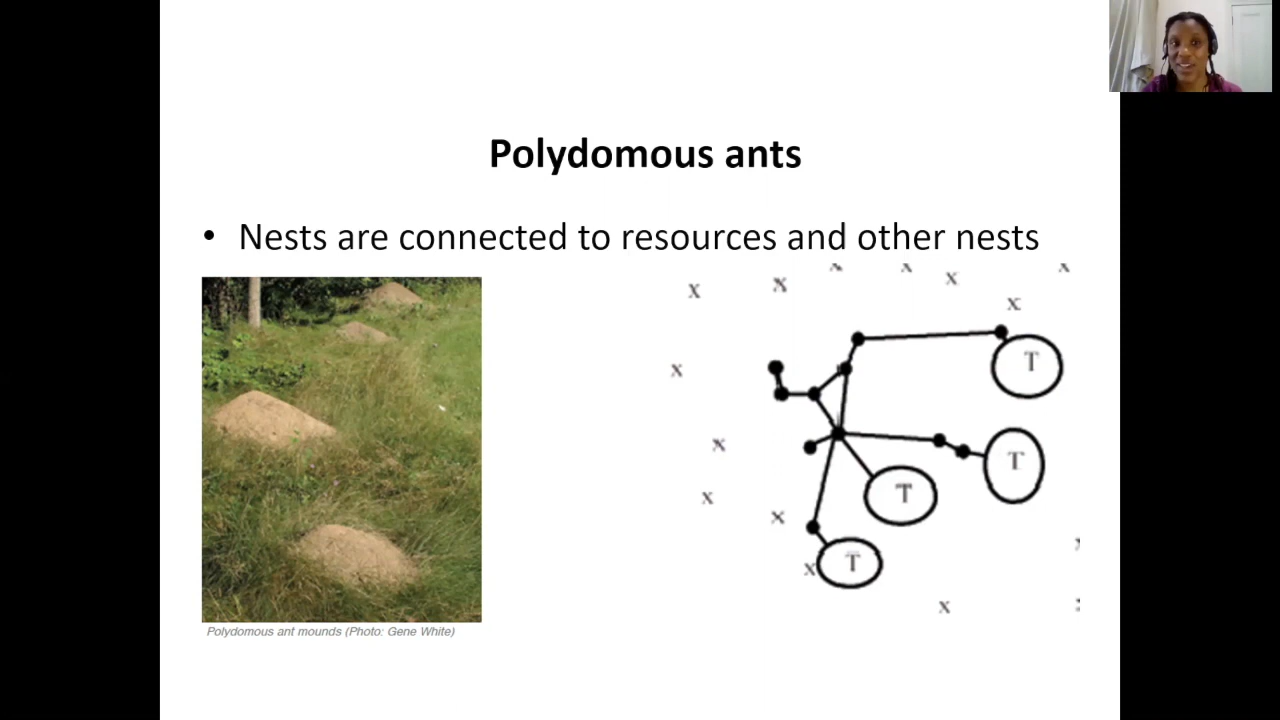 Polydomous ants
• Nests are connected to resources and other nests
x x x x x
x x x
T
x
x
T
x
T
x
x
T
x
x
Polydomous ant mounds (Photo: Gene White)